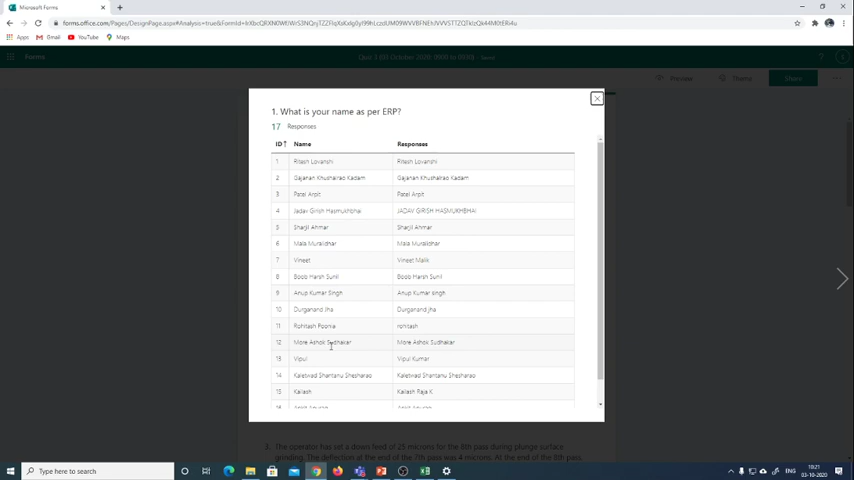 Microsoft Forms
forms.office.com/Pages/DesignPage.aspx#Analysis=true&FormId=
Apps Gmail YouTube Maps
Forms
Saved
Preview Theme Share
1. What is your name as per ERP?
17 Responses
ID↑ Name Responses
1 Ritesh Lovanshi Ritesh Lovanshi
2 Gajanan Khushalrao Kadam Gajanan Khushalrao Kadam
3 Patel Arpit Patel Arpit
4 Jadav Girish Hasmukhbhai JADAV GIRISH HASMUKHBHAI
5 Sharjil Ahmar Sharjil Ahmar
6 Mala Muralidhar Mala Muralidhar
7 Vineet Vineet Malik
8 Boob Harsh Sunil Boob Harsh Sunil
9 Anup Kumar Singh Anup Kumar singh
10 Durganand Jha Durganand jha
11 Rohitash Poonia rohitash
12 More Ashok Sudhakar More Ashok Sudhakar
13 Vipul Vipul Kumar
14 Kaletwad Shantanu Shesharao Kaletwad Shantanu Shesharao
15 Kailash Kailash Raja K
3. The operator has set a down feed of 25 microns for the 8th pass during plunge surface
grinding. The deflection at the end of the 7th pass was 4 microns. At the end of the 8th pass,
Type here to search
ENG
10:21
03-10-2020